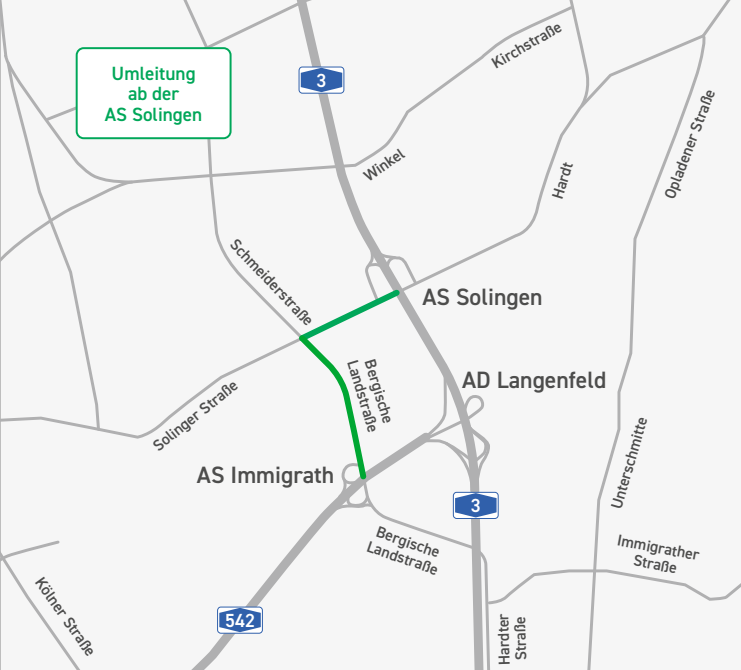 Umleitung
ab der
AS Solingen
3
Kirchstraße
Winkel
Hardt
Opladener Straße
Schmeiderstraße
AS Solingen
Bergische
Landstraße
AD Langenfeld
Solinger Straße
AS Immigrath
Unterschmitte
3
Bergische
Landstraße
Immigrather
Straße
Kölner Straße
542
Hardter
Straße